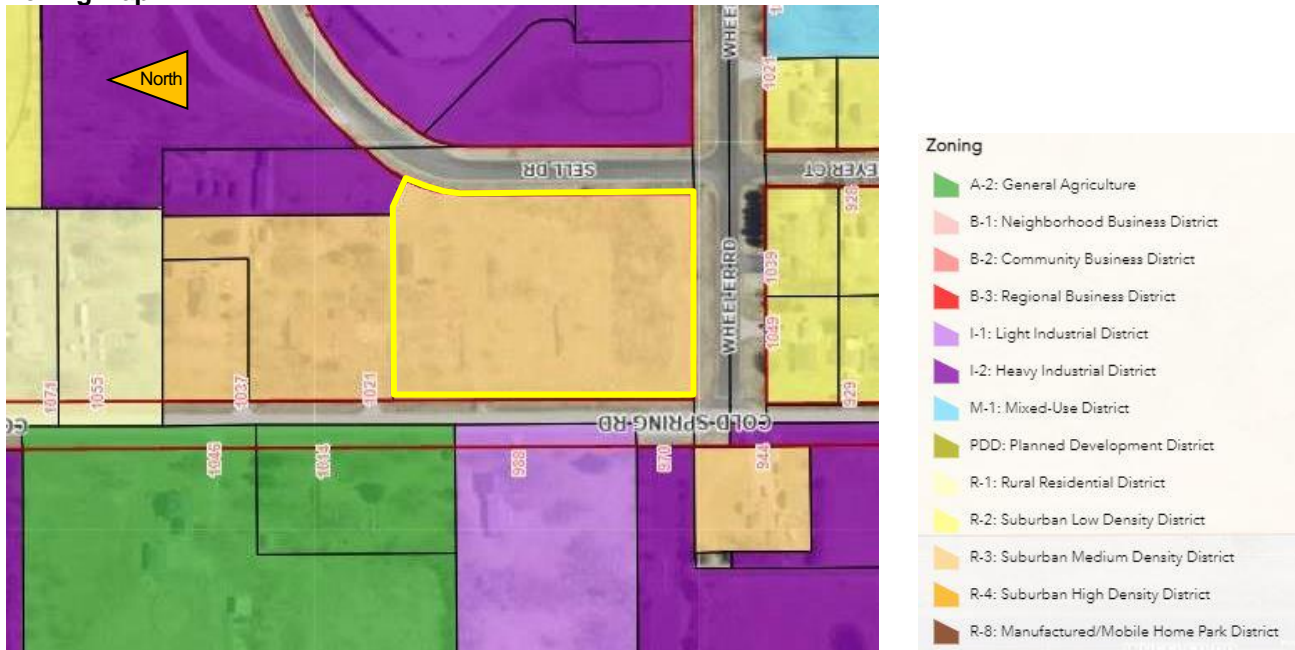 North
WHEE
1021
SELL DR
EYER CT
928
WHEELER RD
1039
1049
929
1071
1055
1037
1021
CO
COLD SPRING RD
1046
988
970
944
Zoning
A-2: General Agriculture
B-1: Neighborhood Business District
B-2: Community Business District
B-3: Regional Business District
I-1: Light Industrial District
I-2: Heavy Industrial District
M-1: Mixed-Use District
PDD: Planned Development District
R-1: Rural Residential District
R-2: Suburban Low Density District
R-3: Suburban Medium Density District
R-4: Suburban High Density District
R-8: Manufactured/Mobile Home Park District